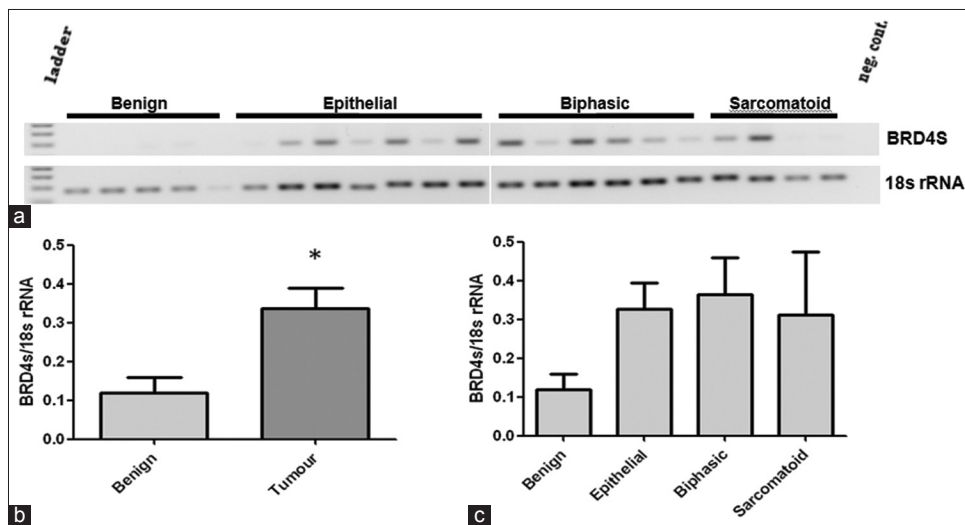 ladder
neg. cont.
Benign Epithelial Biphasic Sarcomatoid
BRD4S
18s rRNA
a
BRD4s/18s rRNA
0.5
0.4
0.3
0.2
0.1
0.0
*
Benign Tumour
b
BRD4s/18s rRNA
0.5
0.4
0.3
0.2
0.1
0.0
Benign Epithelial Biphasic Sarcomatoid
c